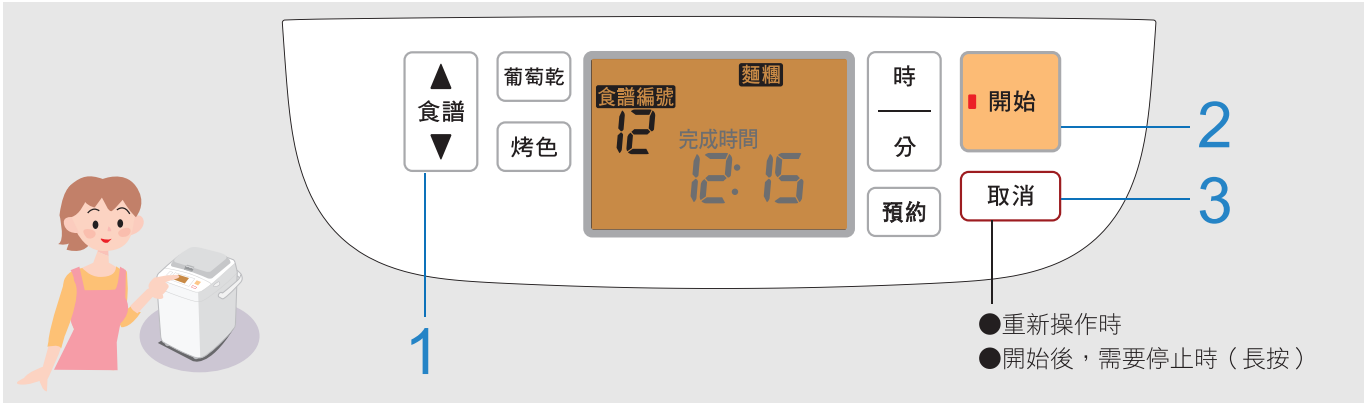 ▲
食譜
▼
葡萄乾
烤色
麵糰
食譜編號
12
完成時間
12:15
時
分
預約
開始
取消
1
2
3
●重新操作時
●開始後，需要停止時（長按）